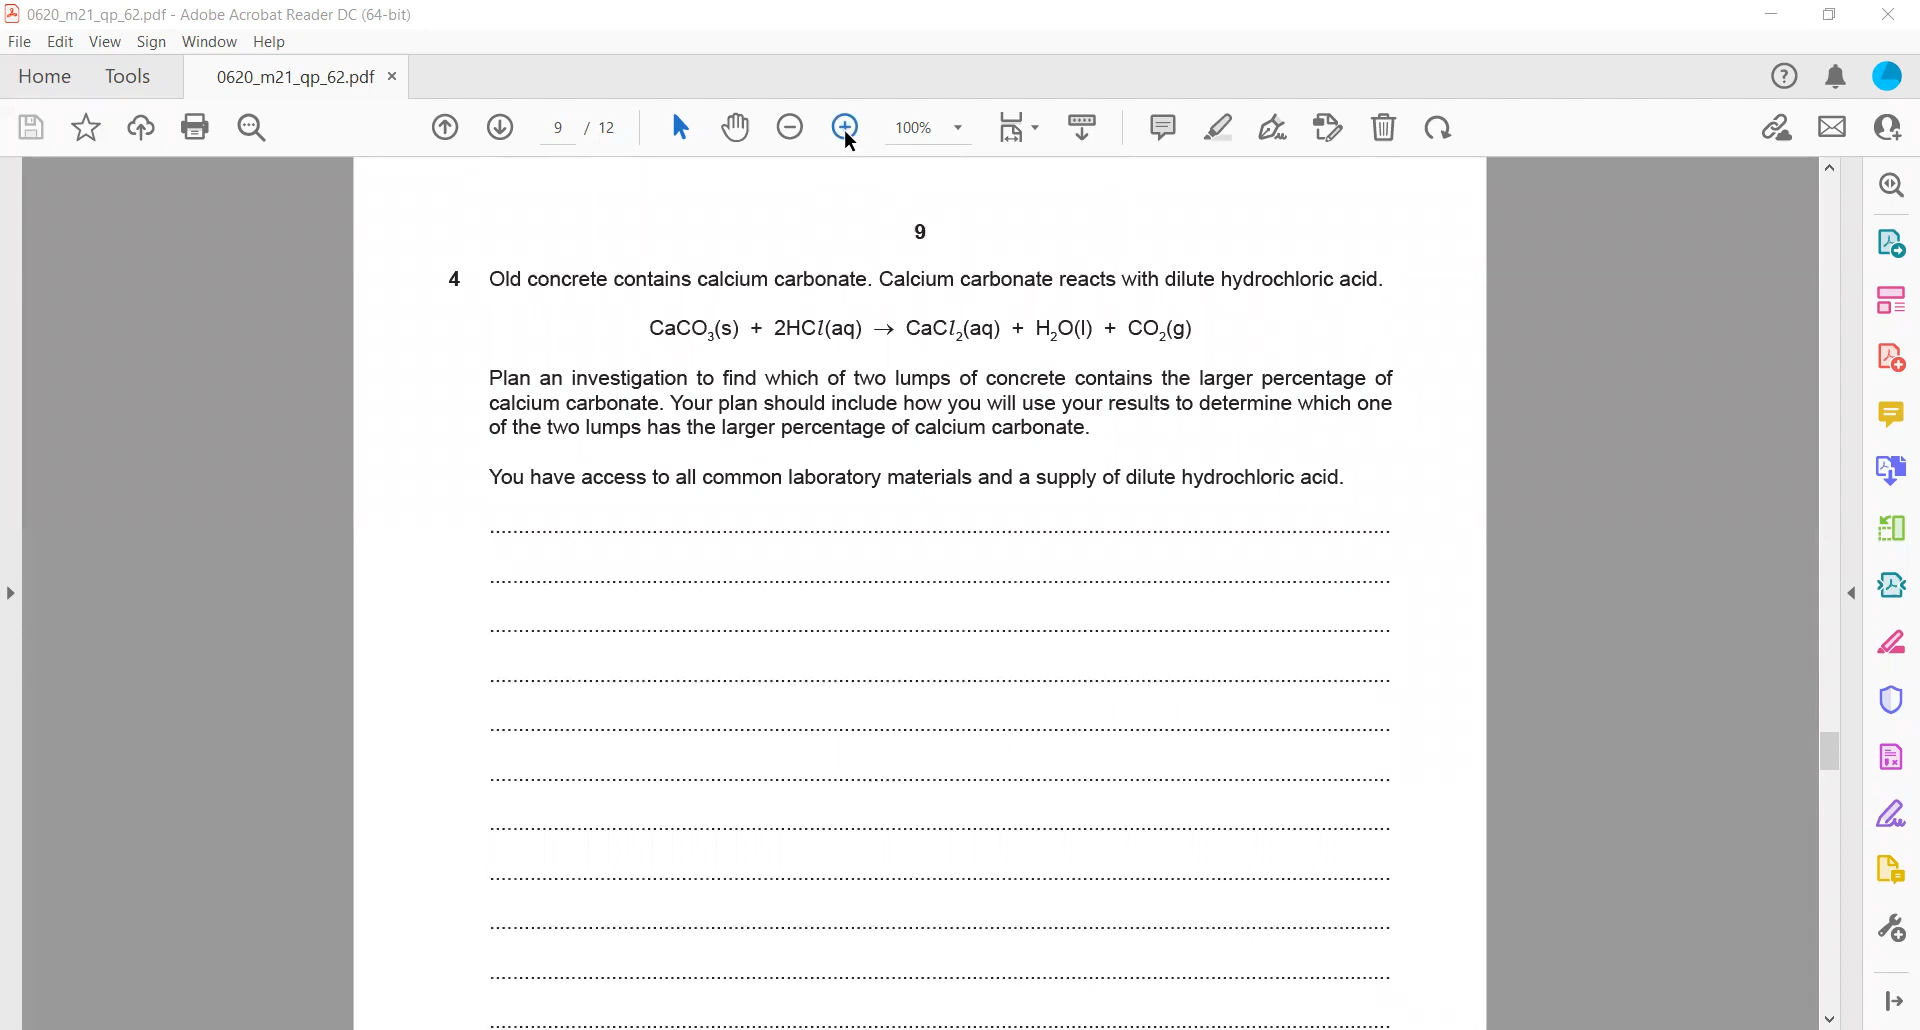 0620_m21_qp_62.pdf - Adobe Acrobat Reader DC (64-bit)
File Edit View Sign Window Help
Home Tools 0620_m21_qp_62.pdf ×
9 / 12 100%
9
4 Old concrete contains calcium carbonate. Calcium carbonate reacts with dilute hydrochloric acid.
CaCO₃(s) + 2HCl(aq) → CaCl₂(aq) + H₂O(l) + CO₂(g)
Plan an investigation to find which of two lumps of concrete contains the larger percentage of
calcium carbonate. Your plan should include how you will use your results to determine which one
of the two lumps has the larger percentage of calcium carbonate.
You have access to all common laboratory materials and a supply of dilute hydrochloric acid.